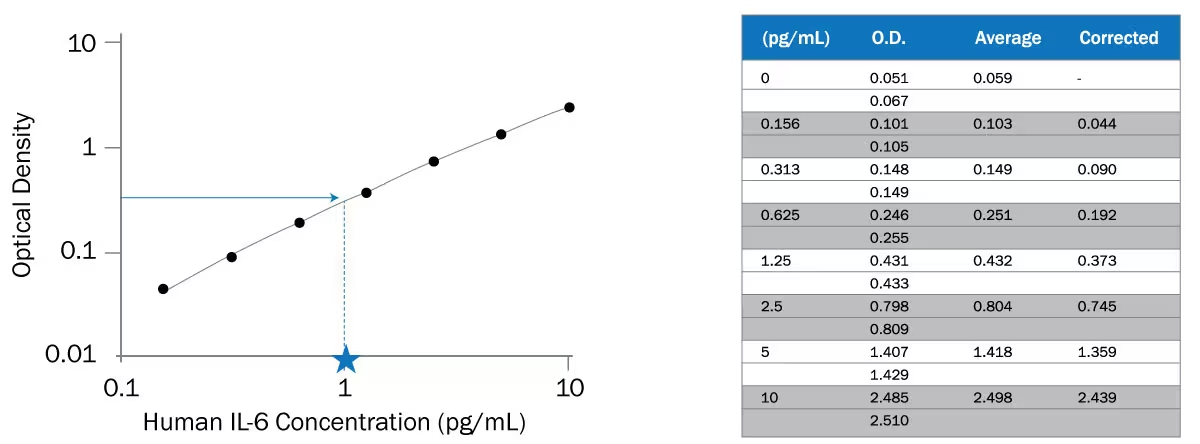 10
1
0.1
0.01
Optical Density
0.1 1 10
Human IL-6 Concentration (pg/mL)
(pg/mL) O.D. Average Corrected
0 0.051 0.059 -
0.067
0.156 0.101 0.103 0.044
0.105
0.313 0.148 0.149 0.090
0.149
0.625 0.246 0.251 0.192
0.255
1.25 0.431 0.432 0.373
0.433
2.5 0.798 0.804 0.745
0.809
5 1.407 1.418 1.359
1.429
10 2.485 2.498 2.439
2.510